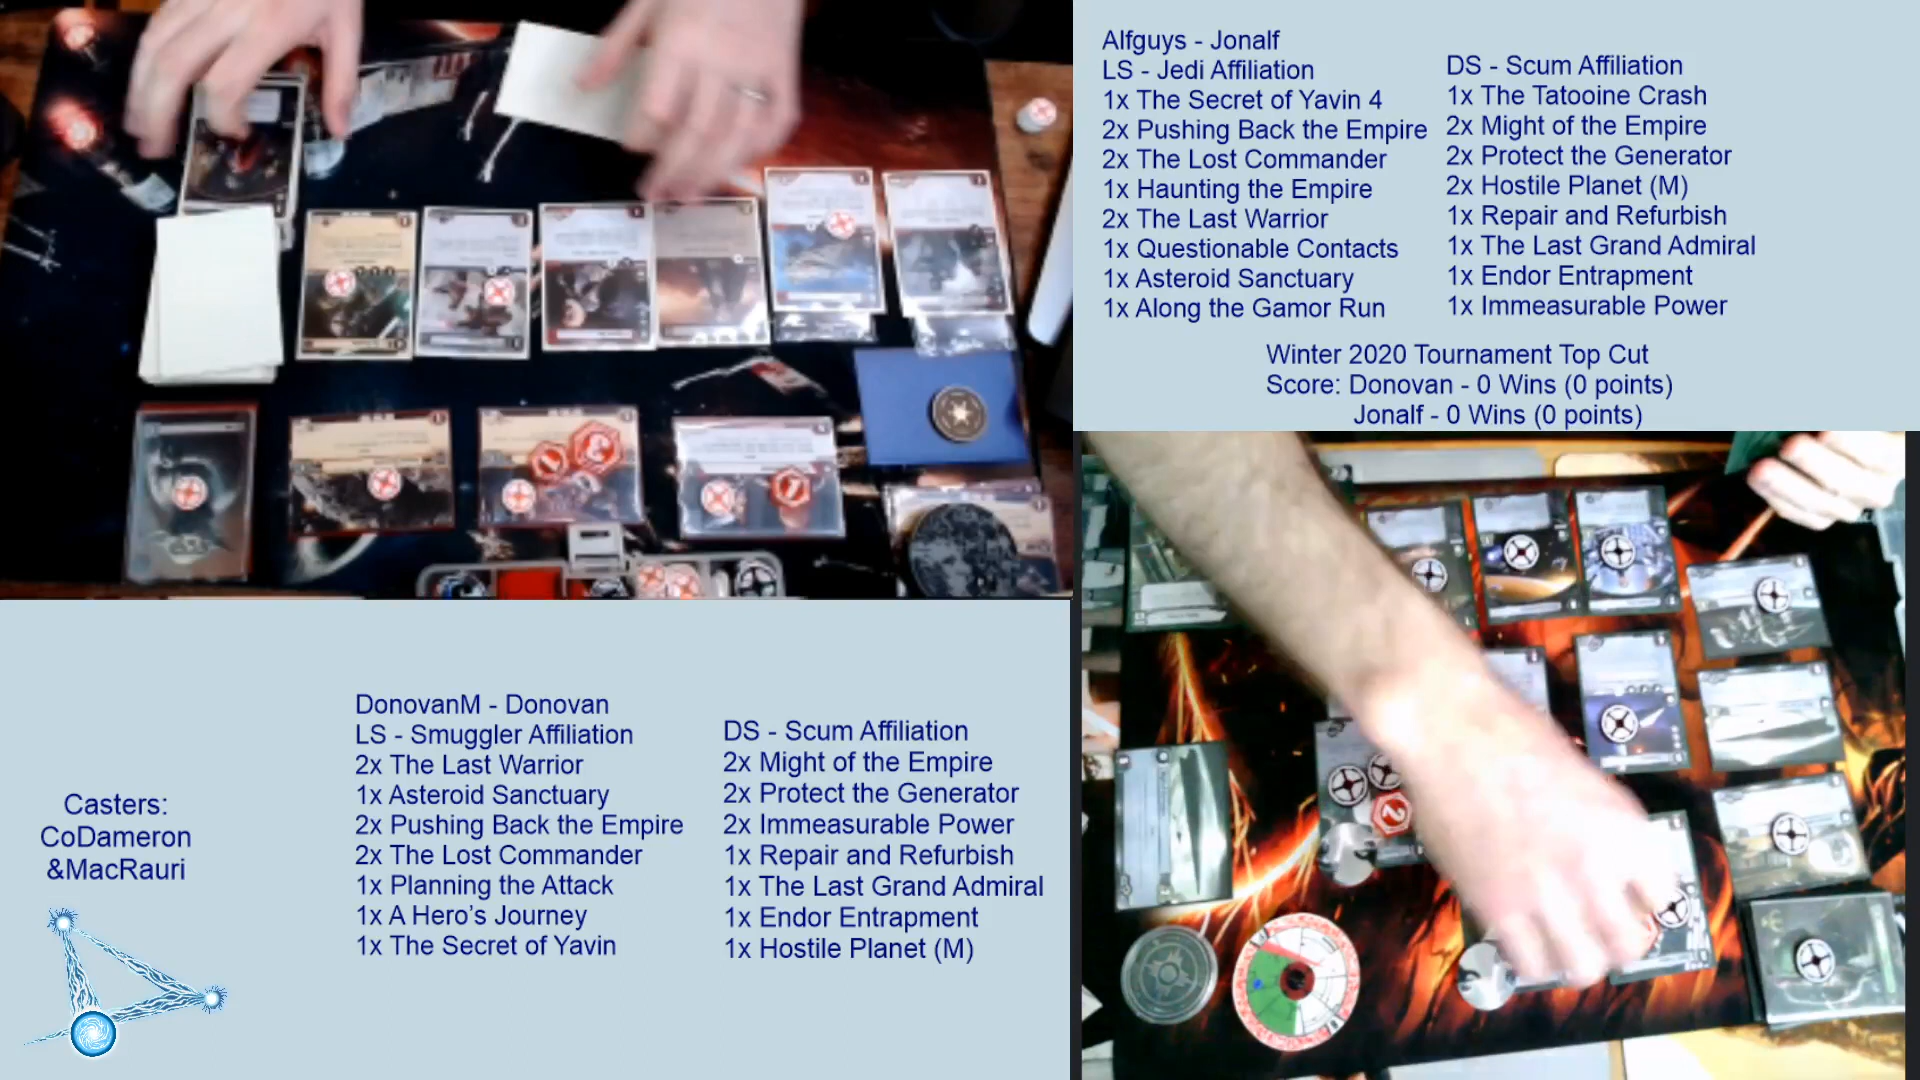 Alfguys - Jonalf
LS - Jedi Affiliation
1x The Secret of Yavin 4
2x Pushing Back the Empire
2x The Lost Commander
1x Haunting the Empire
2x The Last Warrior
1x Questionable Contacts
1x Asteroid Sanctuary
1x Along the Gamor Run
DS - Scum Affiliation
1x The Tatooine Crash
2x Might of the Empire
2x Protect the Generator
2x Hostile Planet (M)
1x Repair and Refurbish
1x The Last Grand Admiral
1x Endor Entrapment
1x Immeasurable Power
Winter 2020 Tournament Top Cut
Score: Donovan - 0 Wins (0 points)
Jonalf - 0 Wins (0 points)
DonovanM - Donovan
LS - Smuggler Affiliation
2x The Last Warrior
1x Asteroid Sanctuary
2x Pushing Back the Empire
2x The Lost Commander
1x Planning the Attack
1x A Hero’s Journey
1x The Secret of Yavin
DS - Scum Affiliation
2x Might of the Empire
2x Protect the Generator
2x Immeasurable Power
1x Repair and Refurbish
1x The Last Grand Admiral
1x Endor Entrapment
1x Hostile Planet (M)
Casters:
CoDameron
&MacRauri